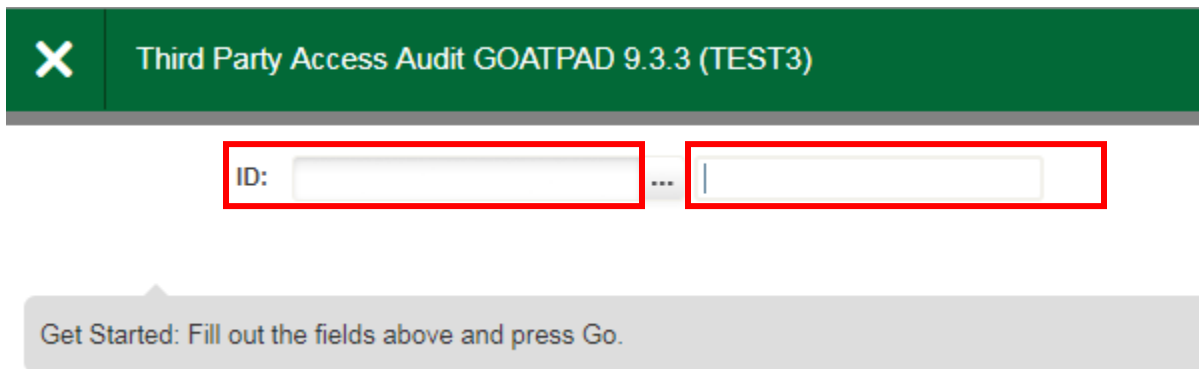 Third Party Access Audit GOATPAD 9.3.3 (TEST3)
ID:
...
Get Started: Fill out the fields above and press Go.